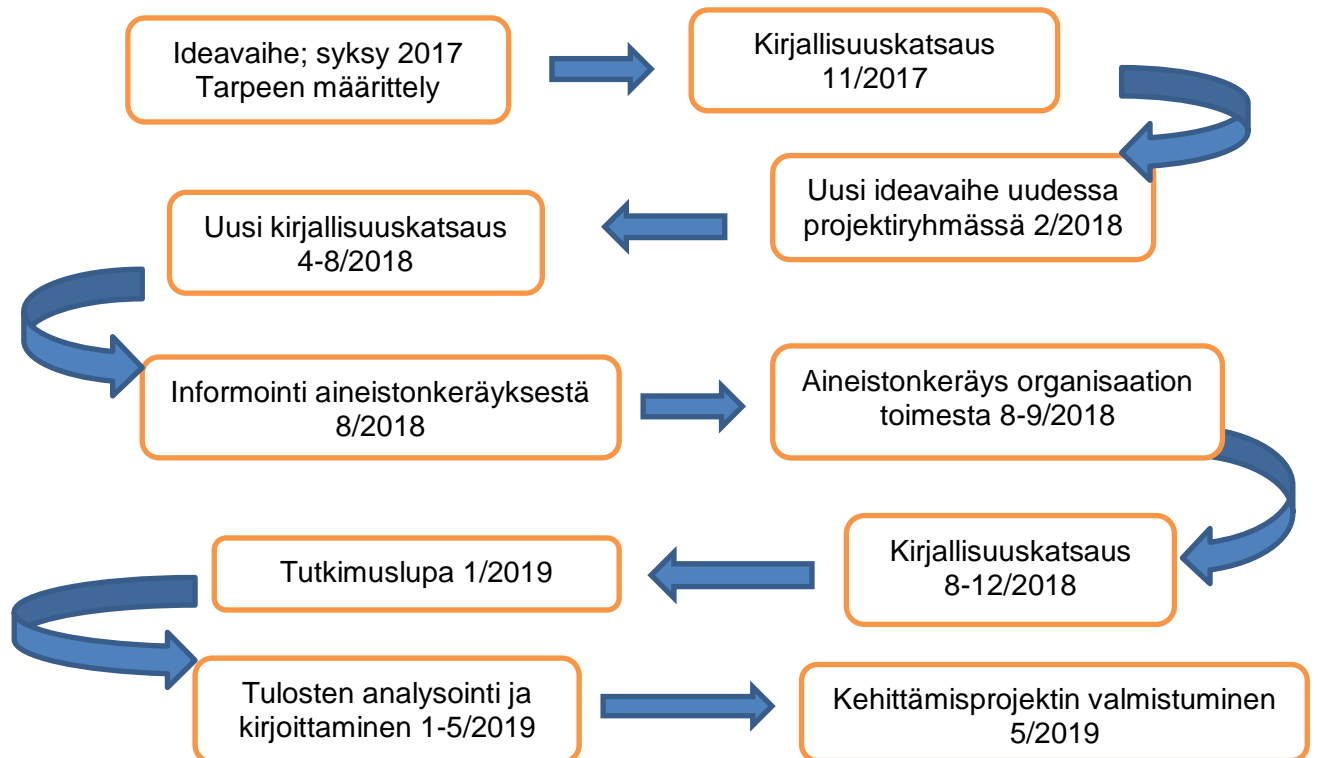 Ideavaihe; syksy 2017
Tarpeen määrittely
Kirjallisuuskatsaus
11/2017
Uusi ideavaihe uudessa
projektiryhmässä 2/2018
Uusi kirjallisuuskatsaus
4-8/2018
Informointi aineistonkeräyksestä
8/2018
Aineistonkeräys organisaation
toimesta 8-9/2018
Kirjallisuuskatsaus
8-12/2018
Tutkimuslupa 1/2019
Tulosten analysointi ja
kirjoittaminen 1-5/2019
Kehittämisprojektin valmistuminen
5/2019